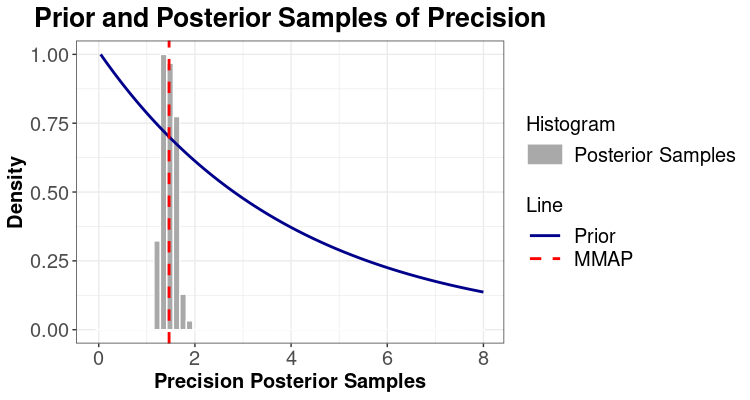 Prior and Posterior Samples of Precision
1.00
0.75
0.50
0.25
0.00
Density
0
2
4
6
8
Precision Posterior Samples
Histogram
Posterior Samples
Line
Prior
MMAP